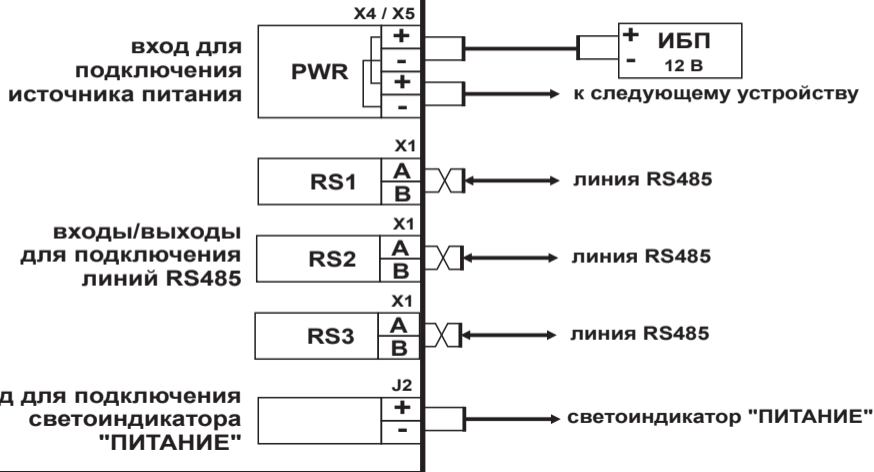 X4 / X5
вход для
подключения
источника питания
PWR
+
-
+
-
+
-
ИБП
12 В
к следующему устройству
X1
RS1
A
B
линия RS485
входы/выходы
для подключения
линий RS485
X1
RS2
A
B
линия RS485
X1
RS3
A
B
линия RS485
для подключения
светоиндикатора
"ПИТАНИЕ"
J2
+
-
светоиндикатор "ПИТАНИЕ"